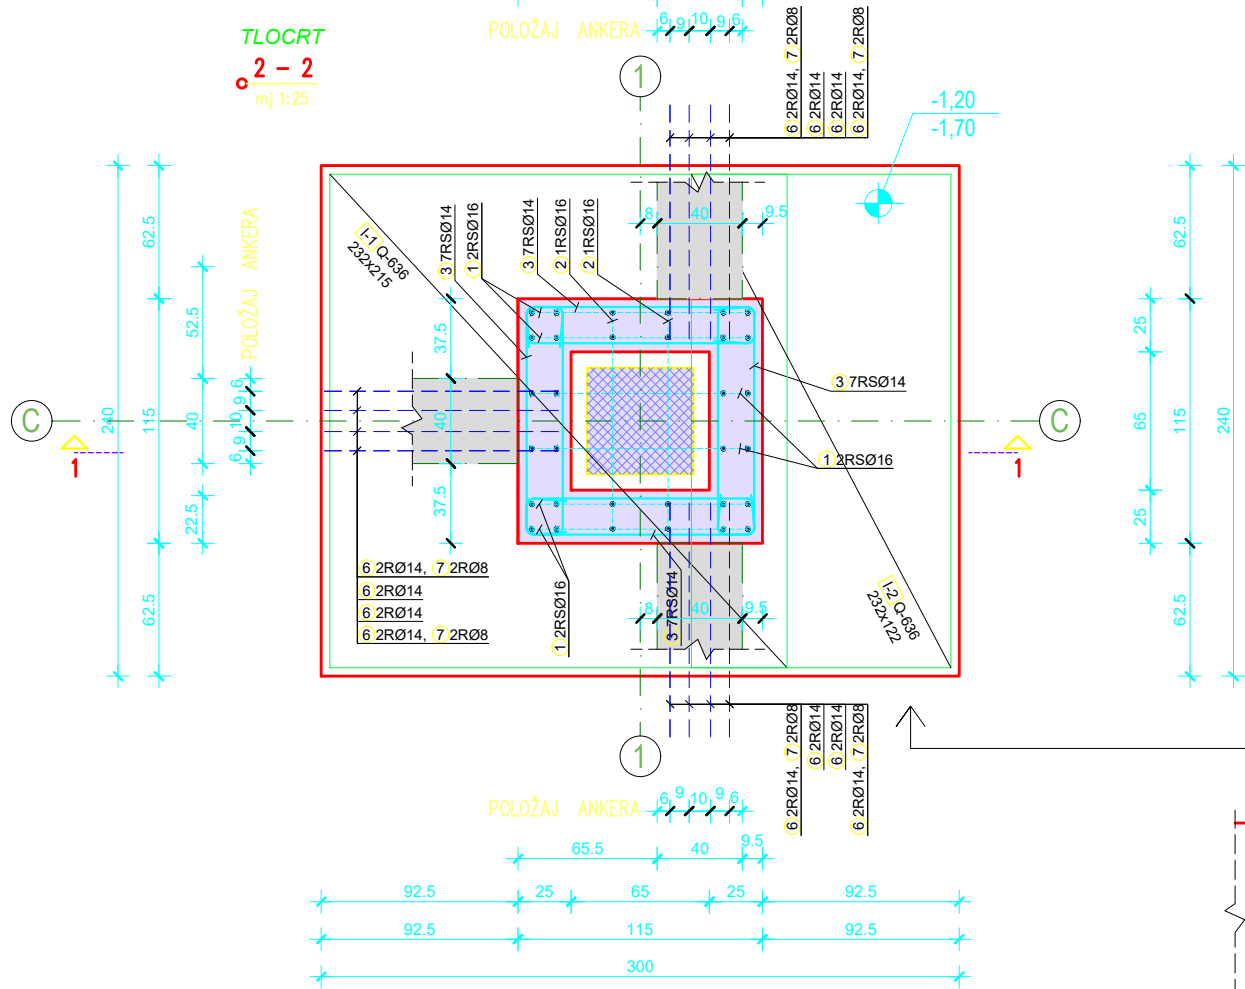 TLOCRT
2 - 2
mj 1:25
POLOŽAJ ANKERA
6 9 10 9 6
1
6 2RØ14, 7 2RØ8
6 2RØ14
6 2RØ14
6 2RØ14, 7 2RØ8
-1,20
-1,70
8 40 9.5
I-1 Q-636
232x215
3 7RSØ14
1 2RSØ16
3 7RSØ14
2 1RSØ16
2 1RSØ16
POLOŽAJ ANKERA
6 9 10 9 6
240
62.5
115
62.5
52.5
40
22.5
37.5
40
37.5
3 7RSØ14
1 2RSØ16
C
C
1
1
25
65
25
62.5
115
62.5
240
6 2RØ14, 7 2RØ8
6 2RØ14
6 2RØ14
6 2RØ14, 7 2RØ8
1 2RSØ16
3 7RSØ14
8 40 9.5
I-2 Q-636
232x122
1
6 2RØ14, 7 2RØ8
6 2RØ14
6 2RØ14
6 2RØ14, 7 2RØ8
POLOŽAJ ANKERA
6 9 10 9 6
65.5 40 9.5
92.5 25 65 25 92.5
92.5 115 92.5
300